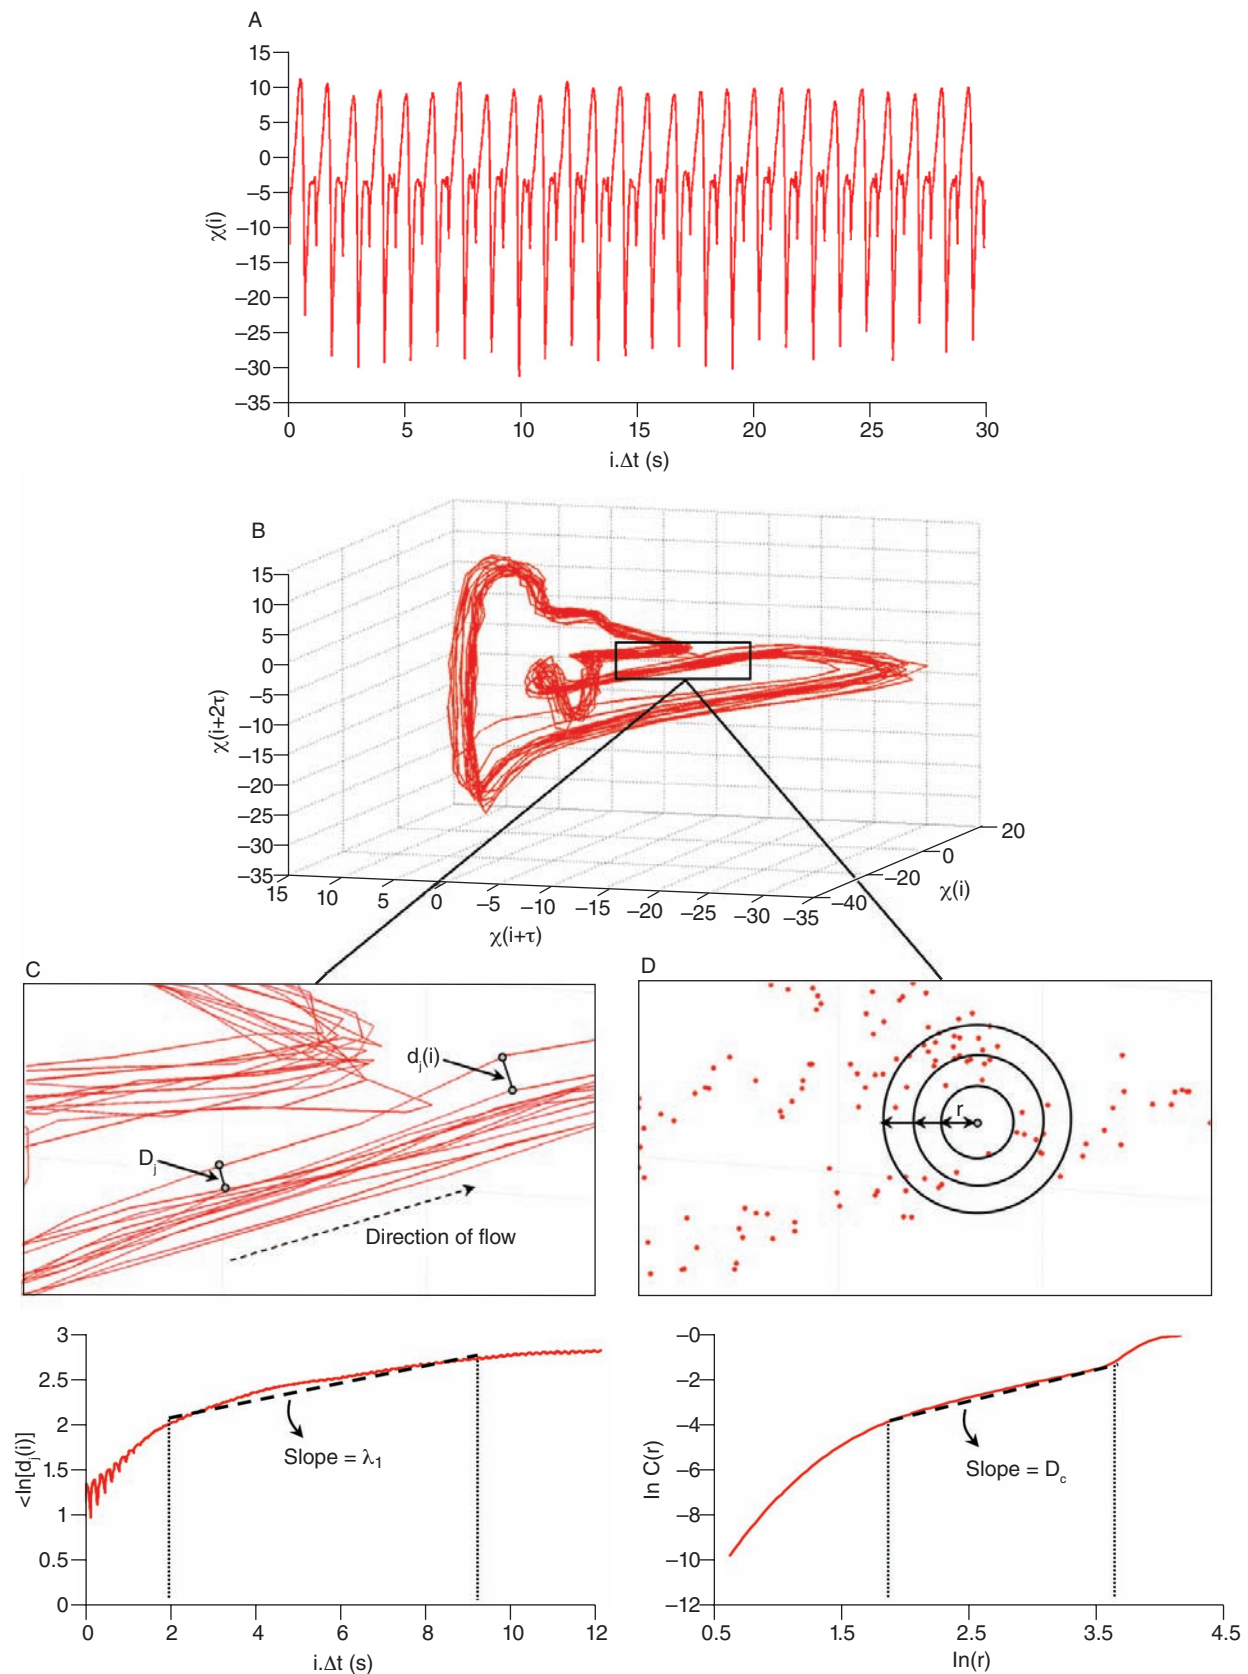 A
15
10
5
0
−5
−10
−15
−20
−25
−30
−35
χ(i)
0 5 10 15 20 25 30
i.Δt (s)
B
15
10
5
0
−5
−10
−15
−20
−25
−30
−35
χ(i+2τ)
15 10 5 0 −5 −10 −15 −20 −25 −30 −35
χ(i+τ)
−40 −20 0 20
χ(i)
C
dj(i)
Dj
Direction of flow
D
r
3
2.5
2
1.5
1
0.5
0
<ln[dj(i)]
Slope = λ1
0 2 4 6 8 10 12
i.Δt (s)
−0
−2
−4
−6
−8
−10
−12
ln C(r)
Slope = Dc
0.5 1.5 2.5 3.5 4.5
ln(r)